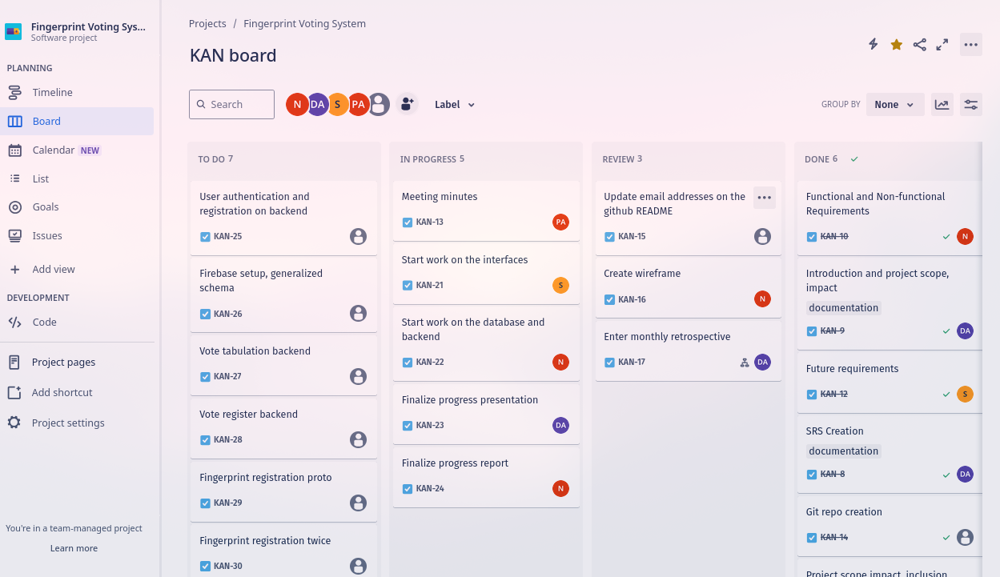 Fingerprint Voting Sys...
Software project
PLANNING
Timeline
Board
Calendar NEW
List
Goals
Issues
Add view
DEVELOPMENT
Code
Project pages
Add shortcut
Project settings
You're in a team-managed project
Learn more
Projects / Fingerprint Voting System
KAN board
Search
N DA S PA
Label
GROUP BY None
TO DO 7
User authentication and
registration on backend
KAN-25
Firebase setup, generalized
schema
KAN-26
Vote tabulation backend
KAN-27
Vote register backend
KAN-28
Fingerprint registration proto
KAN-29
Fingerprint registration twice
KAN-30
IN PROGRESS 5
Meeting minutes
KAN-13 PA
Start work on the interfaces
KAN-21 S
Start work on the database and
backend
KAN-22 N
Finalize progress presentation
KAN-23 DA
Finalize progress report
KAN-24 N
REVIEW 3
Update email addresses on the
github README
KAN-15
Create wireframe
KAN-16 N
Enter monthly retrospective
KAN-17 DA
DONE 6
Functional and Non-functional
Requirements
KAN-10 N
Introduction and project scope,
impact
documentation
KAN-9 DA
Future requirements
KAN-12 S
SRS Creation
documentation
KAN-8 DA
Git repo creation
KAN-14
Project scope impact, inclusion